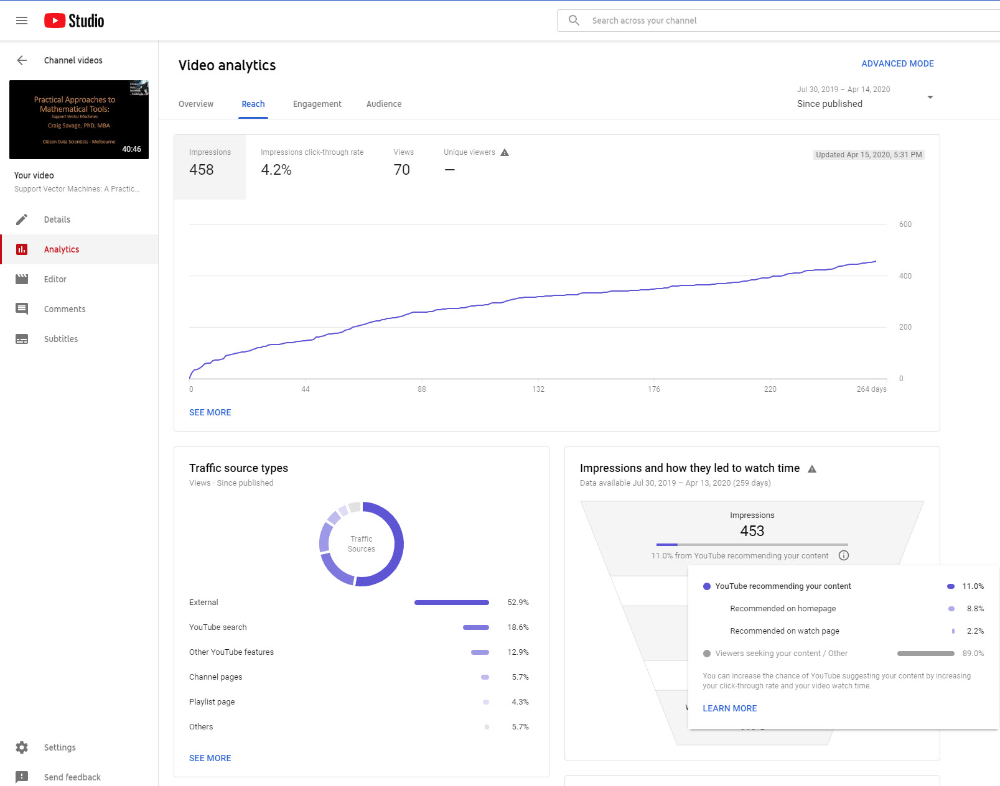 Studio
Search across your channel
Channel videos
Practical Approaches to
Mathematical Tools:
Support Vector Machines
Craig Savage, PhD, MBA
Citizen Data Scientists - Melbourne
Citizen
Data
Scientists
- Melbourne
40:46
Your video
Support Vector Machines: A Practic...
Details
Analytics
Editor
Comments
Subtitles
Settings
Send feedback
Video analytics
ADVANCED MODE
Overview
Reach
Engagement
Audience
Jul 30, 2019 – Apr 14, 2020
Since published
Impressions
458
Impressions click-through rate
4.2%
Views
70
Unique viewers
—
Updated Apr 15, 2020, 5:31 PM
600
400
200
0
0 44 88 132 176 220 264 days
SEE MORE
Traffic source types
Views · Since published
Traffic
Sources
External 52.9%
YouTube search 18.6%
Other YouTube features 12.9%
Channel pages 5.7%
Playlist page 4.3%
Others 5.7%
SEE MORE
Impressions and how they led to watch time
Data available Jul 30, 2019 – Apr 13, 2020 (259 days)
Impressions
453
11.0% from YouTube recommending your content
YouTube recommending your content 11.0%
Recommended on homepage 8.8%
Recommended on watch page 2.2%
Viewers seeking your content / Other 89.0%
You can increase the chance of YouTube suggesting your content by increasing
your click-through rate and your video watch time.
LEARN MORE